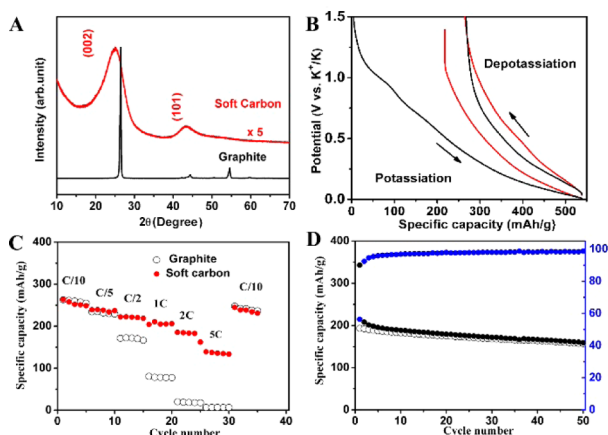 A
(002)
(101)
Soft Carbon
x 5
Graphite
Intensity (arb.unit)
10 20 30 40 50 60 70
2θ(Degree)
B
1.5
1.0
0.5
0.0
Potential (V vs. K⁺/K)
Depotassiation
Potassiation
0 100 200 300 400 500
Specific capacity (mAh/g)
C
400
300
200
100
0
Specific capacity (mAh/g)
Graphite
Soft carbon
C/10
C/5
C/2
1C
2C
5C
C/10
0 10 20 30 40
Cycle number
D
400
300
200
100
0
Specific capacity (mAh/g)
100
80
60
40
20
0
0 10 20 30 40 50
Cycle number